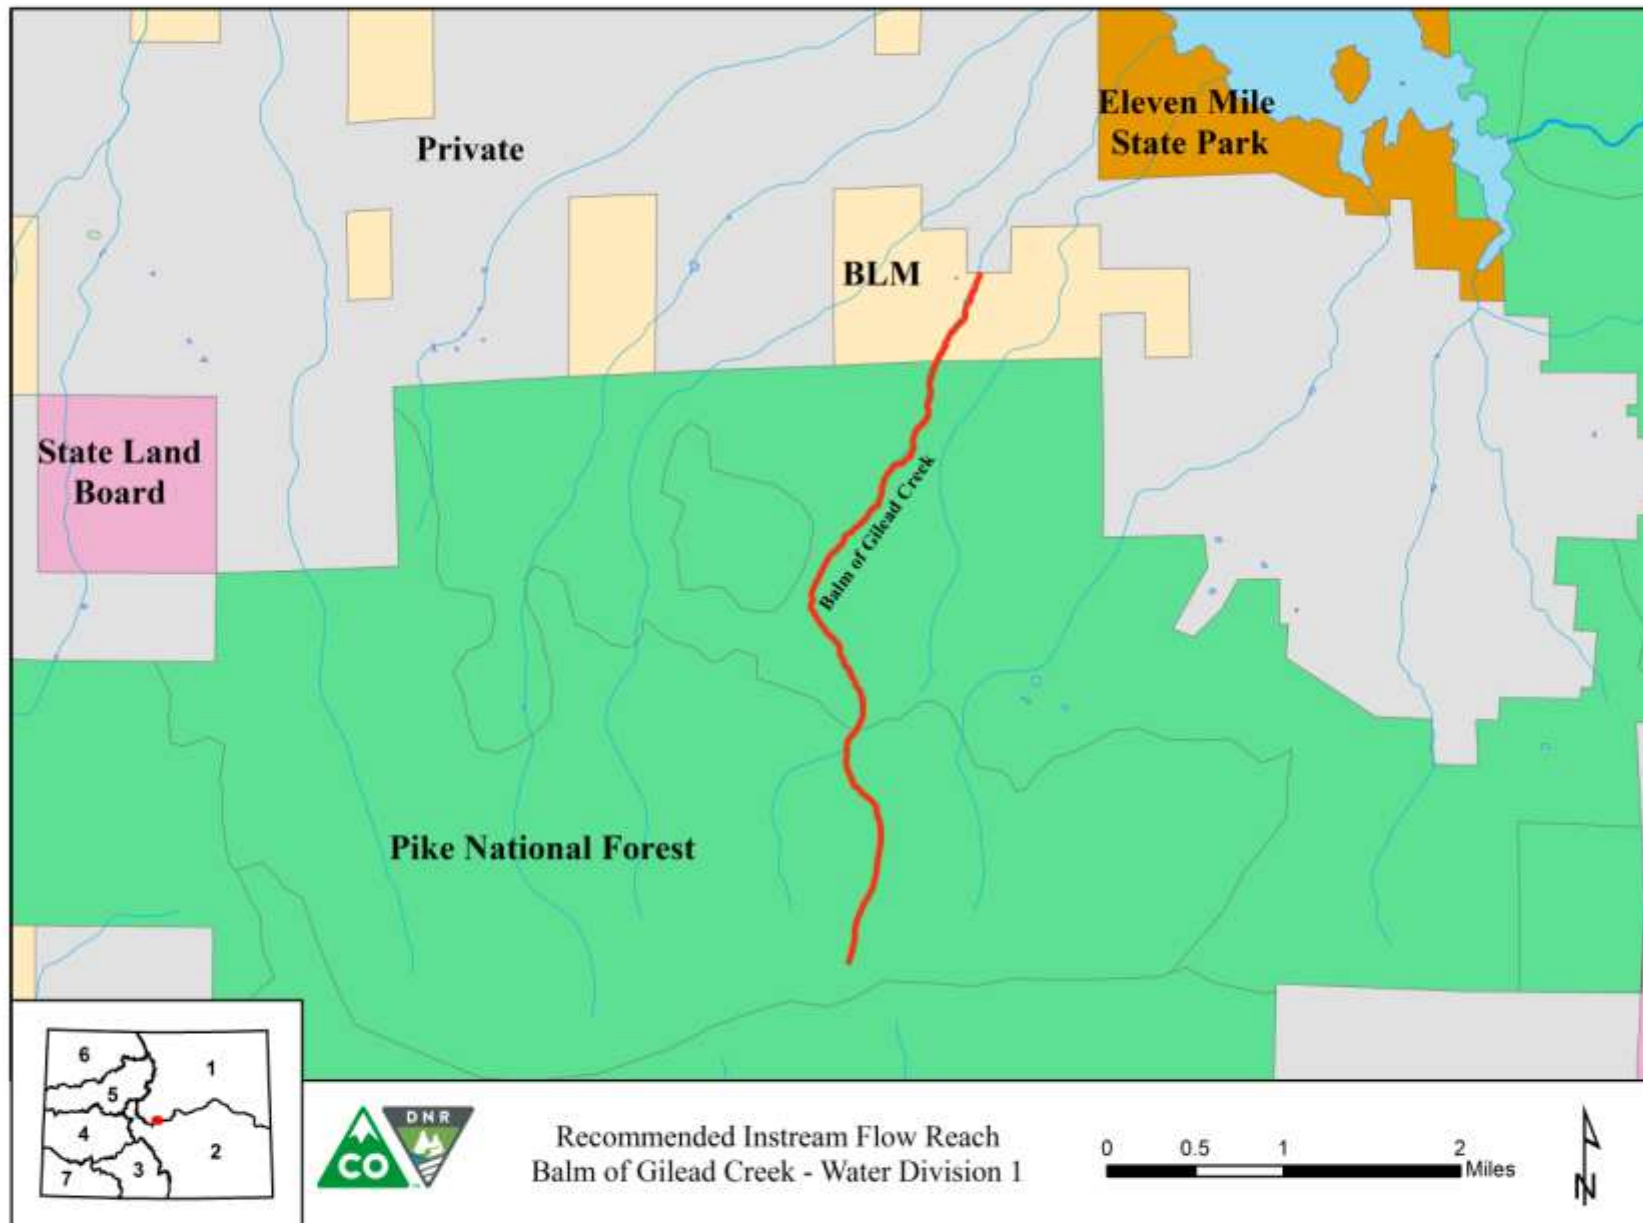 Eleven Mile
State Park
Private
BLM
State Land
Board
Balm of Gilead Creek
Pike National Forest
6
1
5
4
2
3
7
CO
DNR
Recommended Instream Flow Reach
Balm of Gilead Creek - Water Division 1
0 0.5 1 2
Miles
N